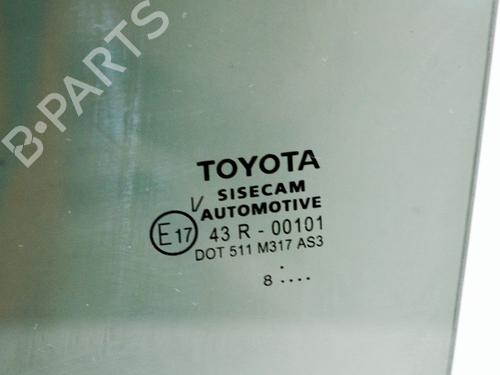 B-PARTS
TOYOTA
SISECAM
V AUTOMOTIVE
E17 43 R - 00101
DOT 511 M317 AS3
.
8 ....